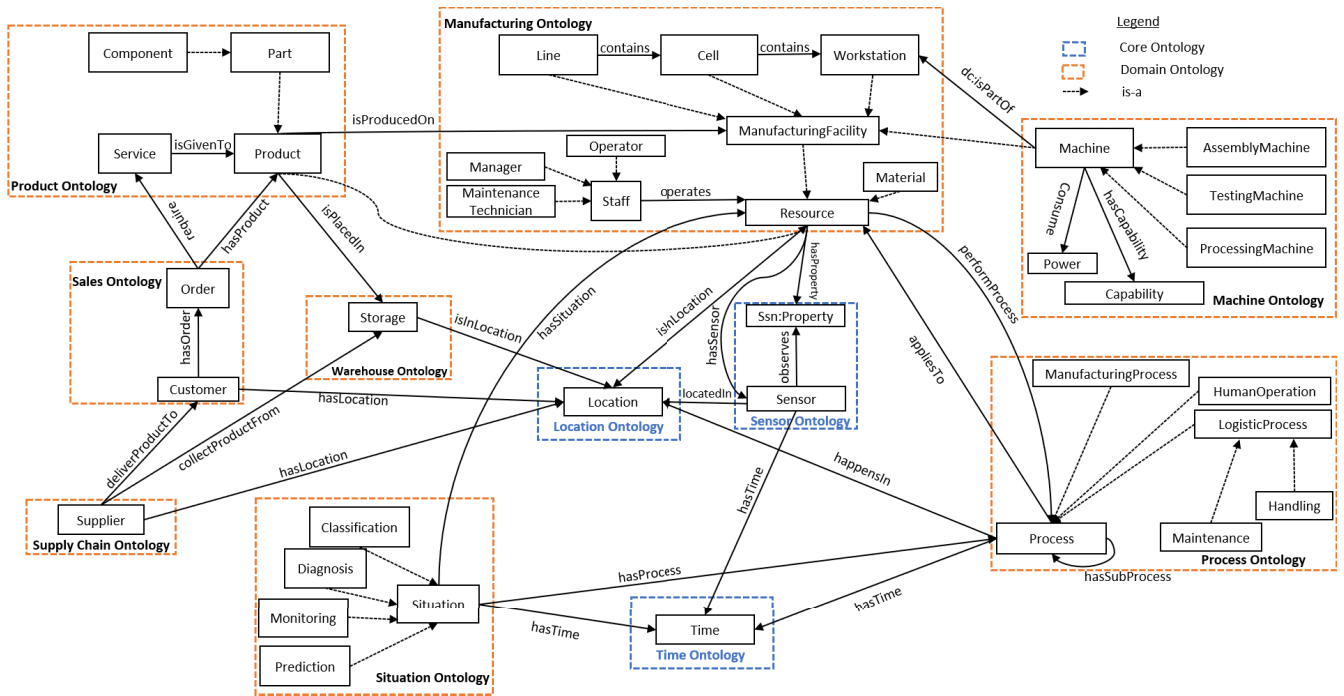 Manufacturing Ontology
Legend
Core Ontology
Domain Ontology
is-a
Component
Part
Line
contains
Cell
contains
Workstation
dc:isPartOf
isProducedOn
ManufacturingFacility
Service
isGivenTo
Product
Product Ontology
Operator
Manager
Maintenance
Technician
Staff
operates
Material
Resource
Machine
AssemblyMachine
TestingMachine
ProcessingMachine
Consume
hasCapability
Power
Capability
Machine Ontology
require
hasProduct
isPlacedIn
Sales Ontology
Order
hasOrder
Customer
Storage
Warehouse Ontology
isInLocation
hasSituation
isInLocation
hasSensor
hasProperty
Ssn:Property
observes
Sensor
locatedIn
Sensor Ontology
performProcess
appliesTo
hasLocation
Location
Location Ontology
deliverProductTo
collectProductFrom
hasLocation
Supplier
Supply Chain Ontology
happensIn
hasTime
ManufacturingProcess
HumanOperation
LogisticProcess
Handling
Maintenance
Process
Process Ontology
hasSubProcess
Classification
Diagnosis
Situation
Monitoring
Prediction
Situation Ontology
hasProcess
hasTime
hasTime
Time
Time Ontology